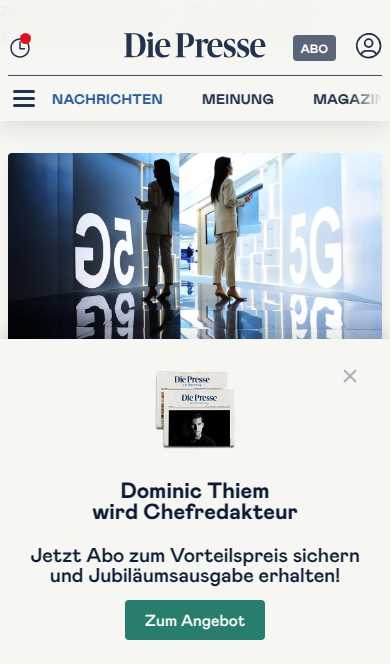 Die Presse
ABO
NACHRICHTEN MEINUNG MAGAZIN
5G 5G
Die Presse
Die Presse
Dominic Thiem
wird Chefredakteur
Jetzt Abo zum Vorteilspreis sichern
und Jubiläumsausgabe erhalten!
Zum Angebot